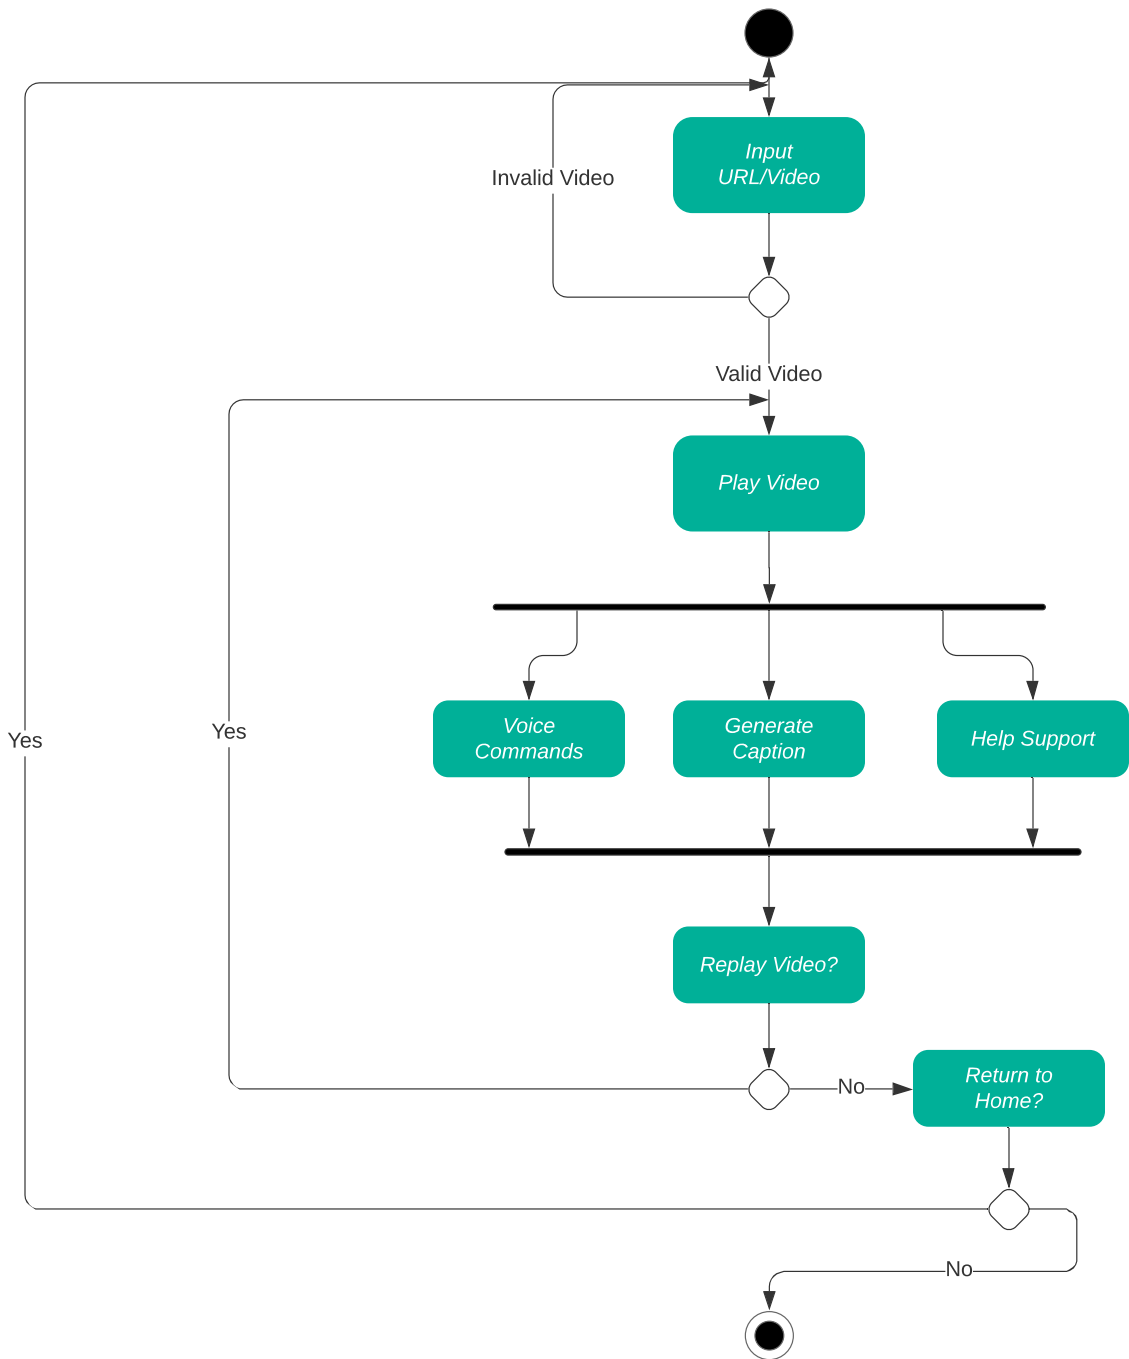 Input
URL/Video
Invalid Video
Valid Video
Play Video
Voice
Commands
Generate
Caption
Help Support
Yes
Yes
Replay Video?
No
Return to
Home?
No